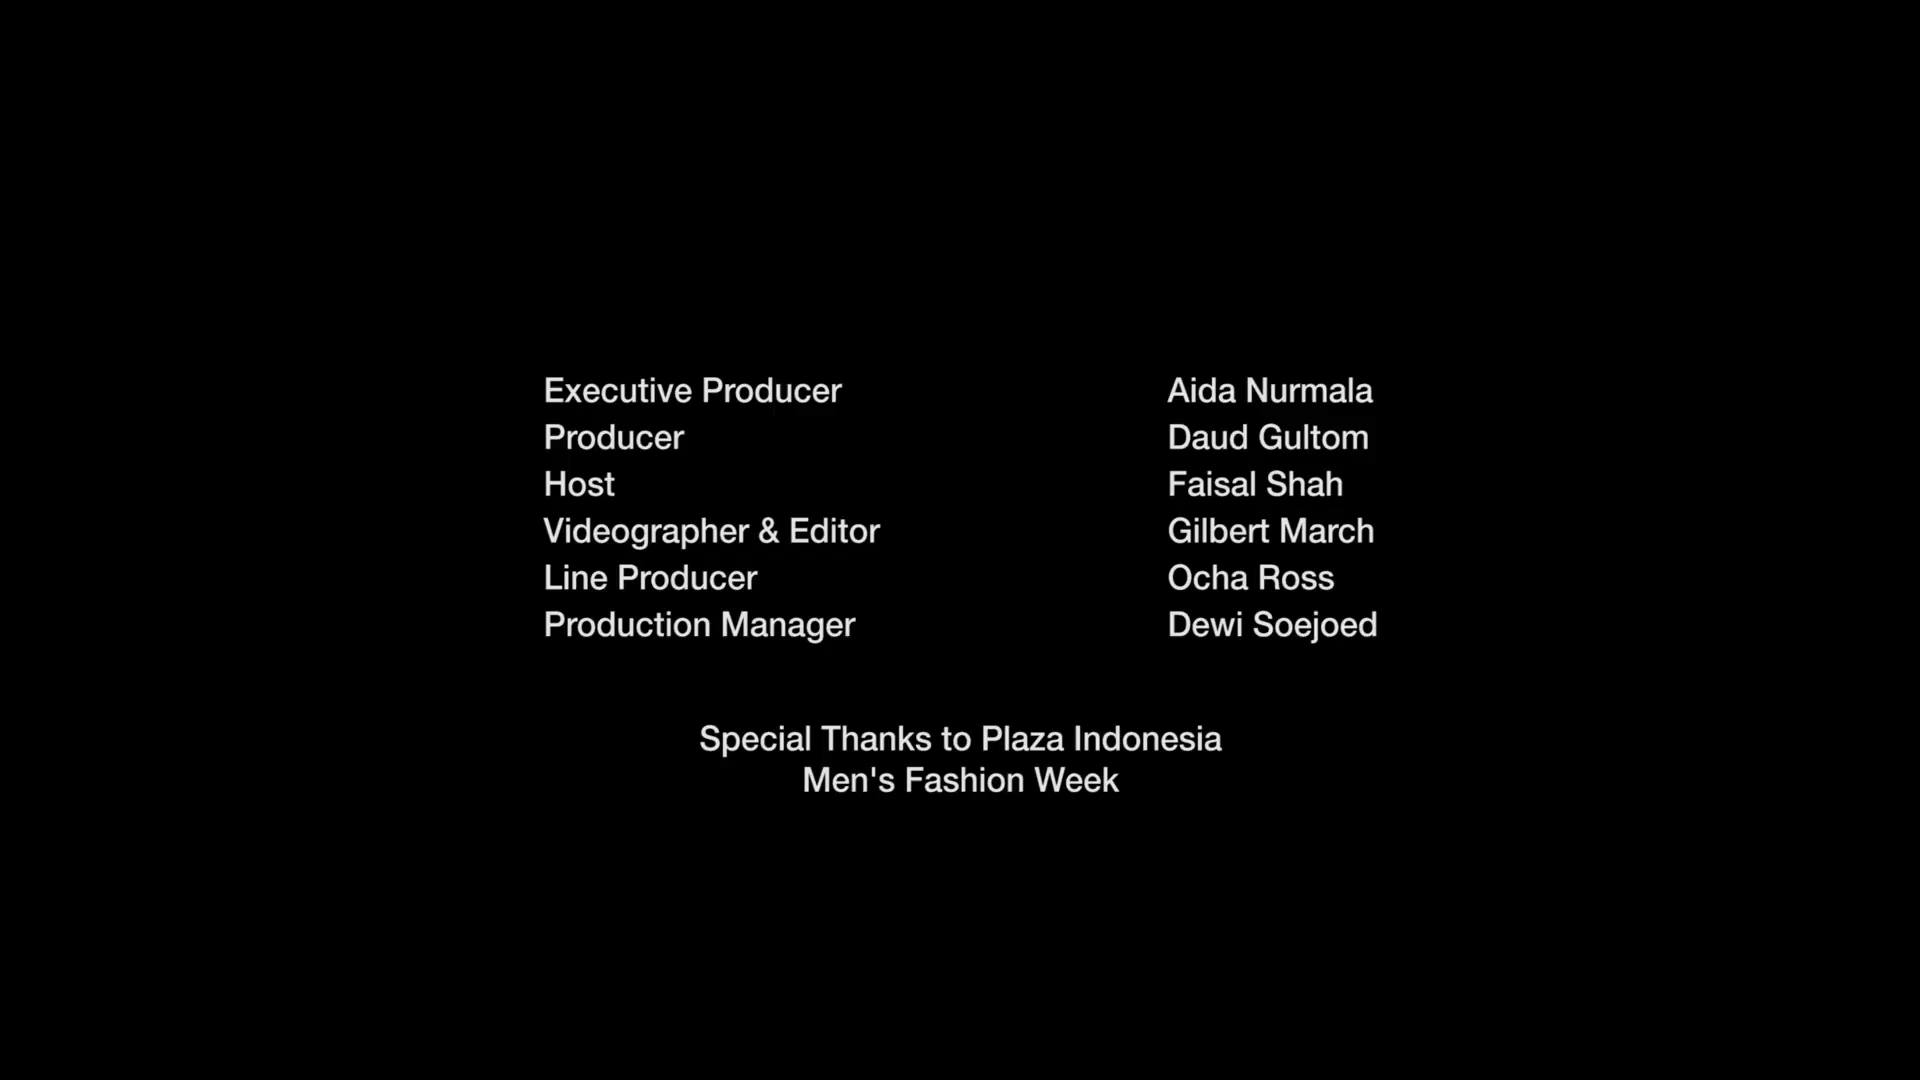 Executive Producer Aida Nurmala
Producer Daud Gultom
Host Faisal Shah
Videographer & Editor Gilbert March
Line Producer Ocha Ross
Production Manager Dewi Soejoed
Special Thanks to Plaza Indonesia
Men's Fashion Week